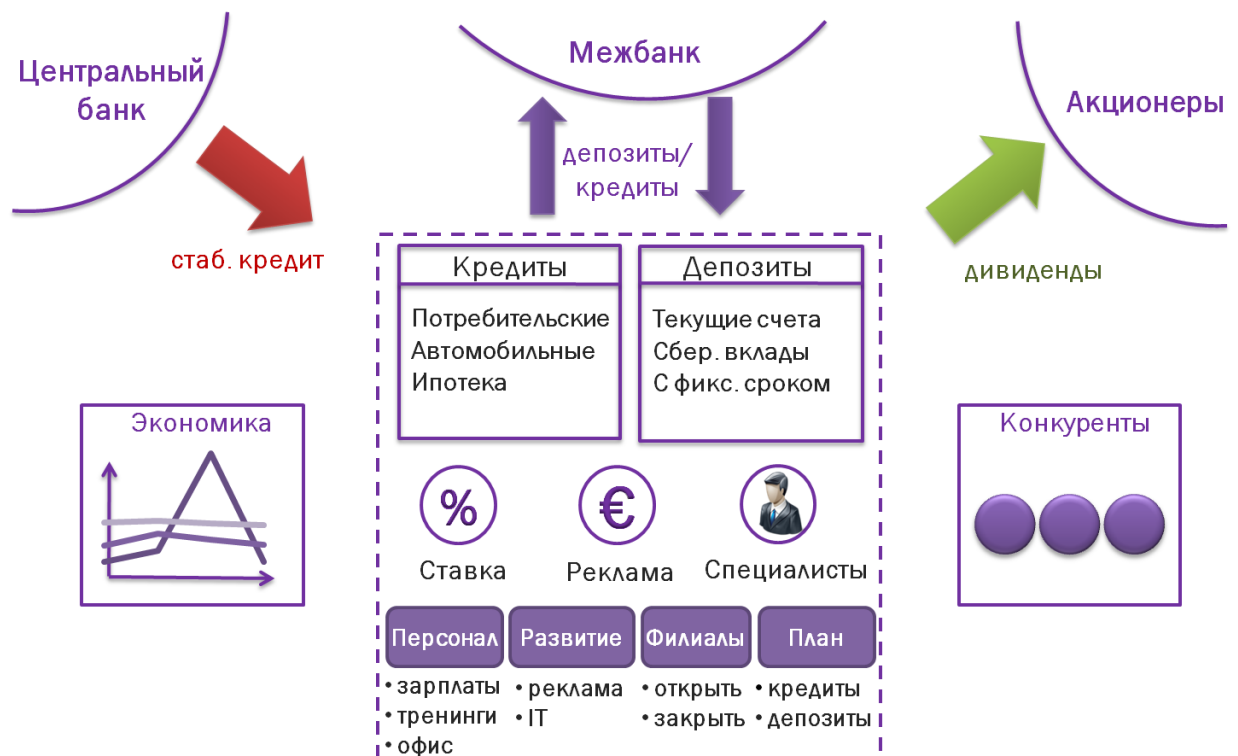 Центральный
банк
Межбанк
Акционеры
депозиты/
кредиты
стаб. кредит
дивиденды
Кредиты
Потребительские
Автомобильные
Ипотека
Депозиты
Текущие счета
Сбер. вклады
С фикс. сроком
Экономика
Конкуренты
%
€
Ставка
Реклама
Специалисты
Персонал
• зарплаты
• тренинги
• офис
Развитие
• реклама
• IT
Филиалы
• открыть
• закрыть
План
• кредиты
• депозиты